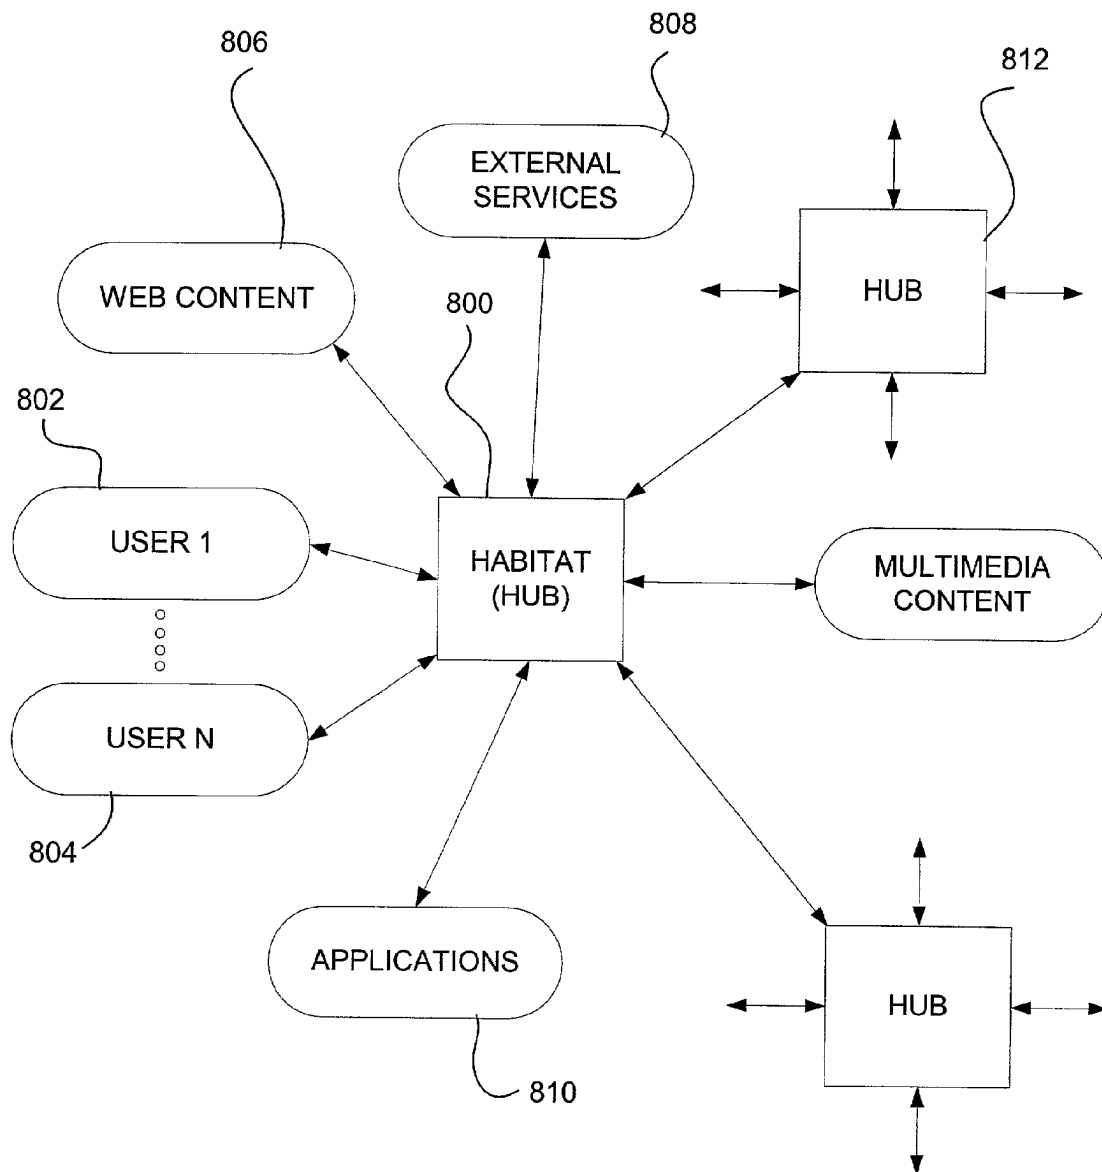 806
808
812
EXTERNAL
SERVICES
WEB CONTENT
800
HUB
802
USER 1
HABITAT
(HUB)
MULTIMEDIA
CONTENT
USER N
804
APPLICATIONS
HUB
810